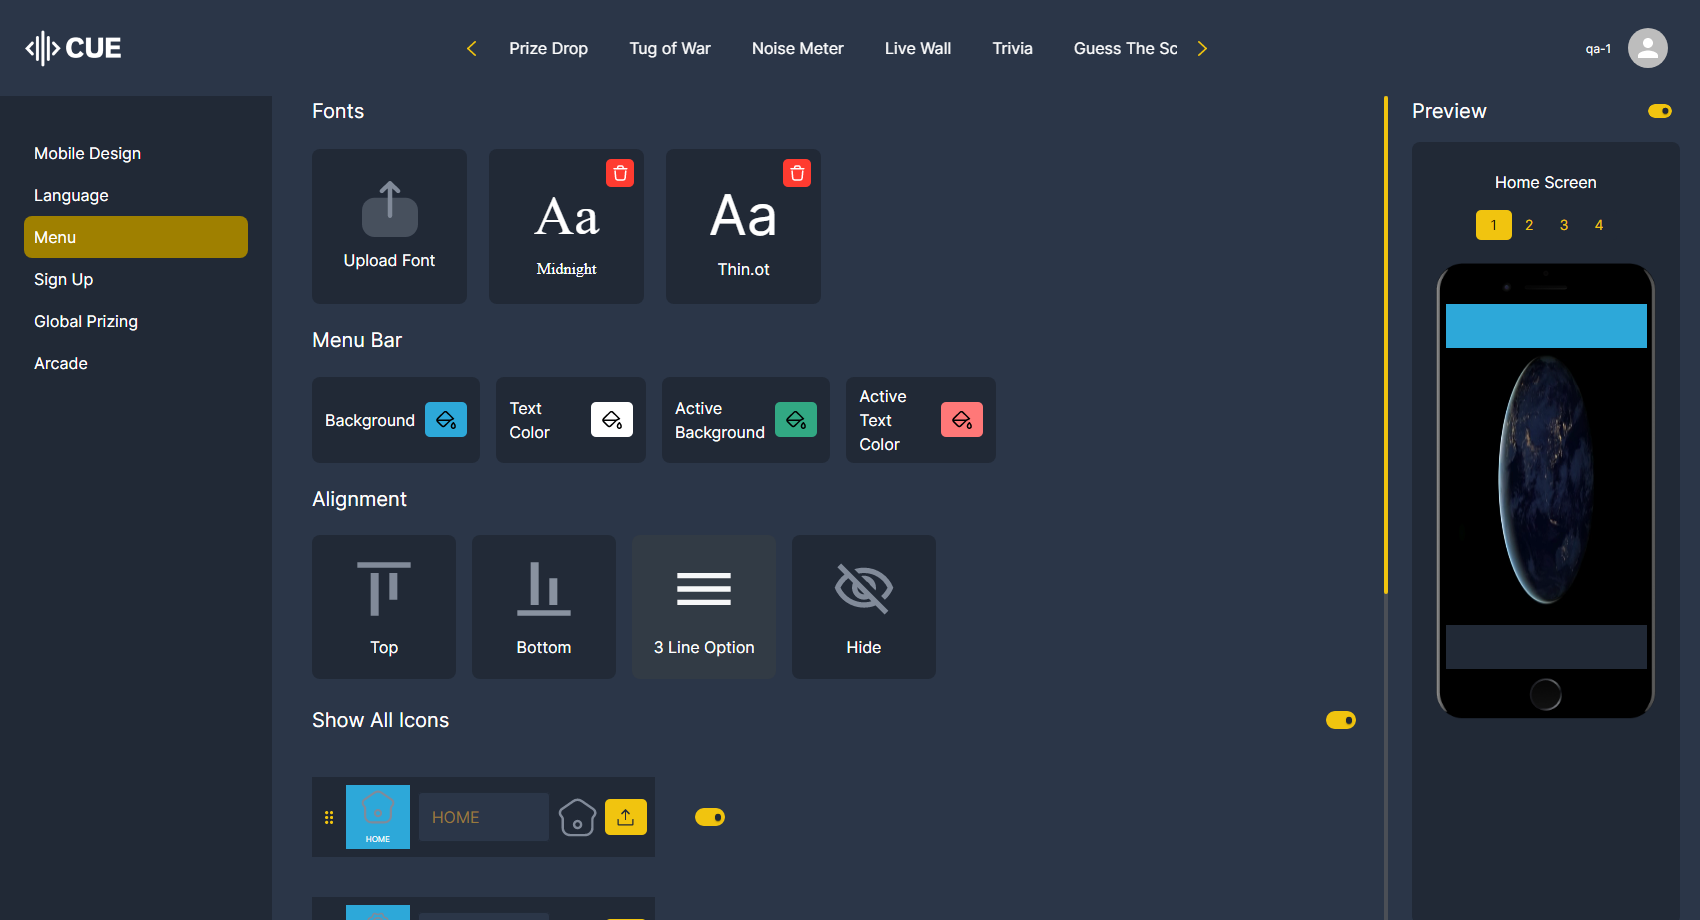 CUE
Prize Drop
Tug of War
Noise Meter
Live Wall
Trivia
Guess The Sc
qa-1
Mobile Design
Language
Menu
Sign Up
Global Prizing
Arcade
Fonts
Upload Font
Aa
Midnight
Aa
Thin.ot
Menu Bar
Background
Text
Color
Active
Background
Active
Text
Color
Alignment
Top
Bottom
3 Line Option
Hide
Show All Icons
HOME
HOME
Preview
Home Screen
1 2 3 4